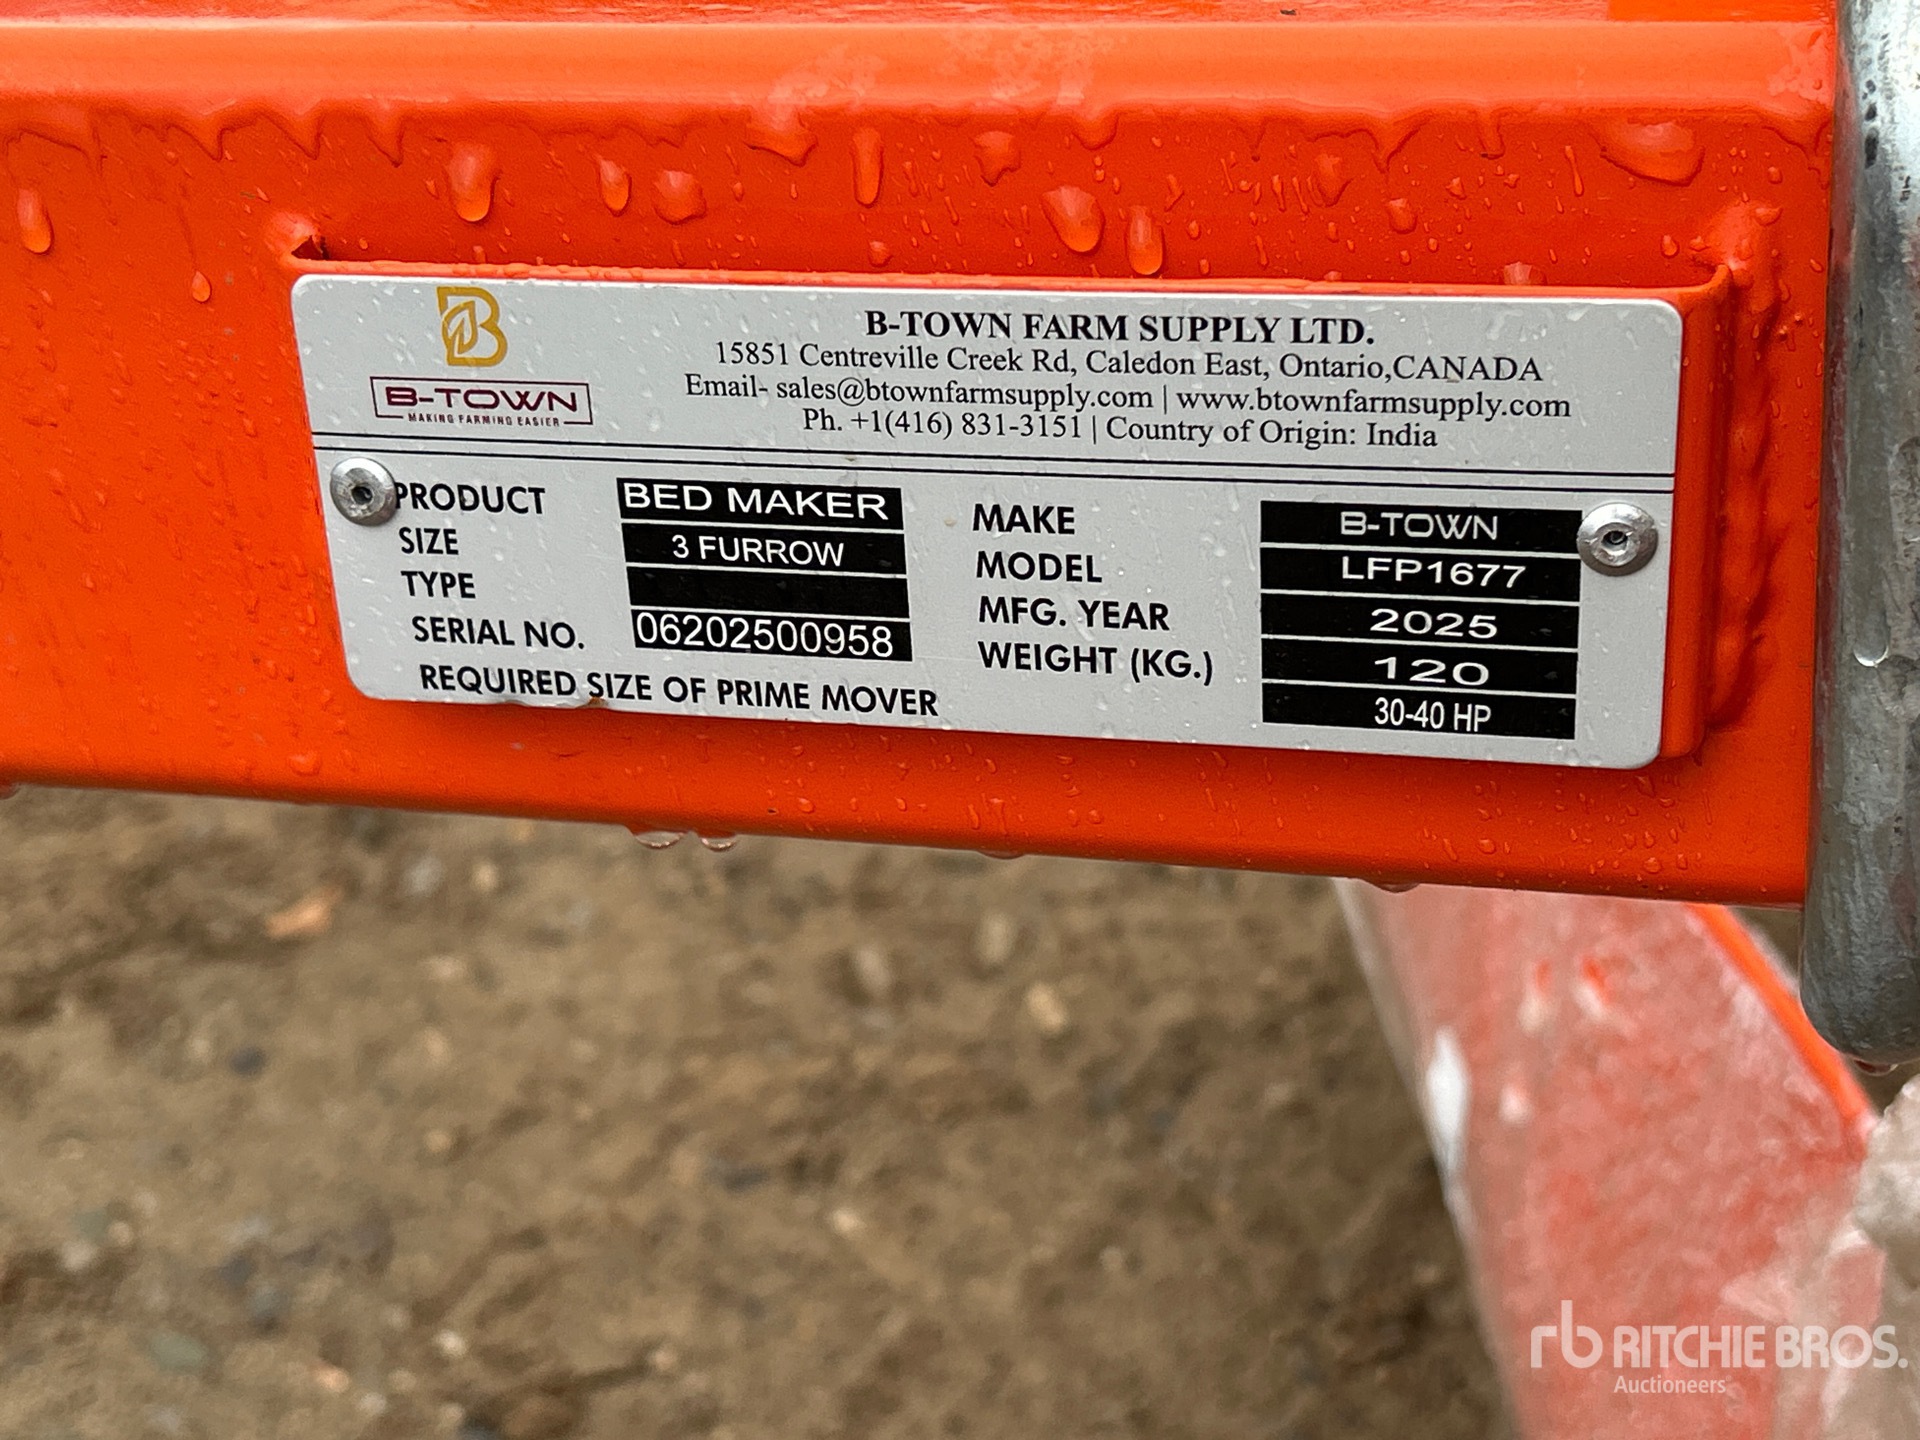 B-TOWN FARM SUPPLY LTD.
15851 Centreville Creek Rd, Caledon East, Ontario,CANADA
Email- sales@btownfarmsupply.com | www.btownfarmsupply.com
Ph. +1(416) 831-3151 | Country of Origin: India
B-TOWN
MAKING FARMING EASIER
PRODUCT BED MAKER
SIZE 3 FURROW
TYPE
SERIAL NO. 06202500958
REQUIRED SIZE OF PRIME MOVER 30-40 HP
MAKE B-TOWN
MODEL LFP1677
MFG. YEAR 2025
WEIGHT (KG.) 120
rb RITCHIE BROS.
Auctioneers